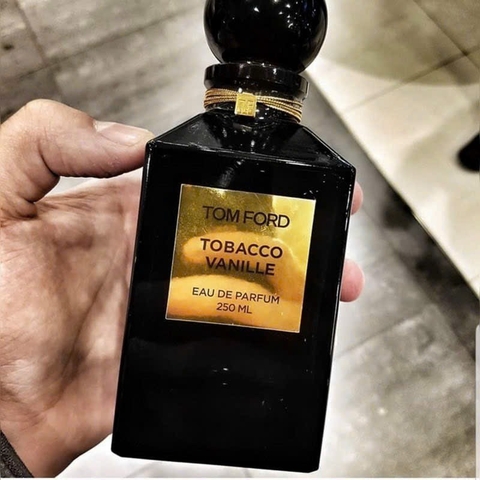 TOM FORD
TOBACCO
VANILLE
EAU DE PARFUM
250 ML